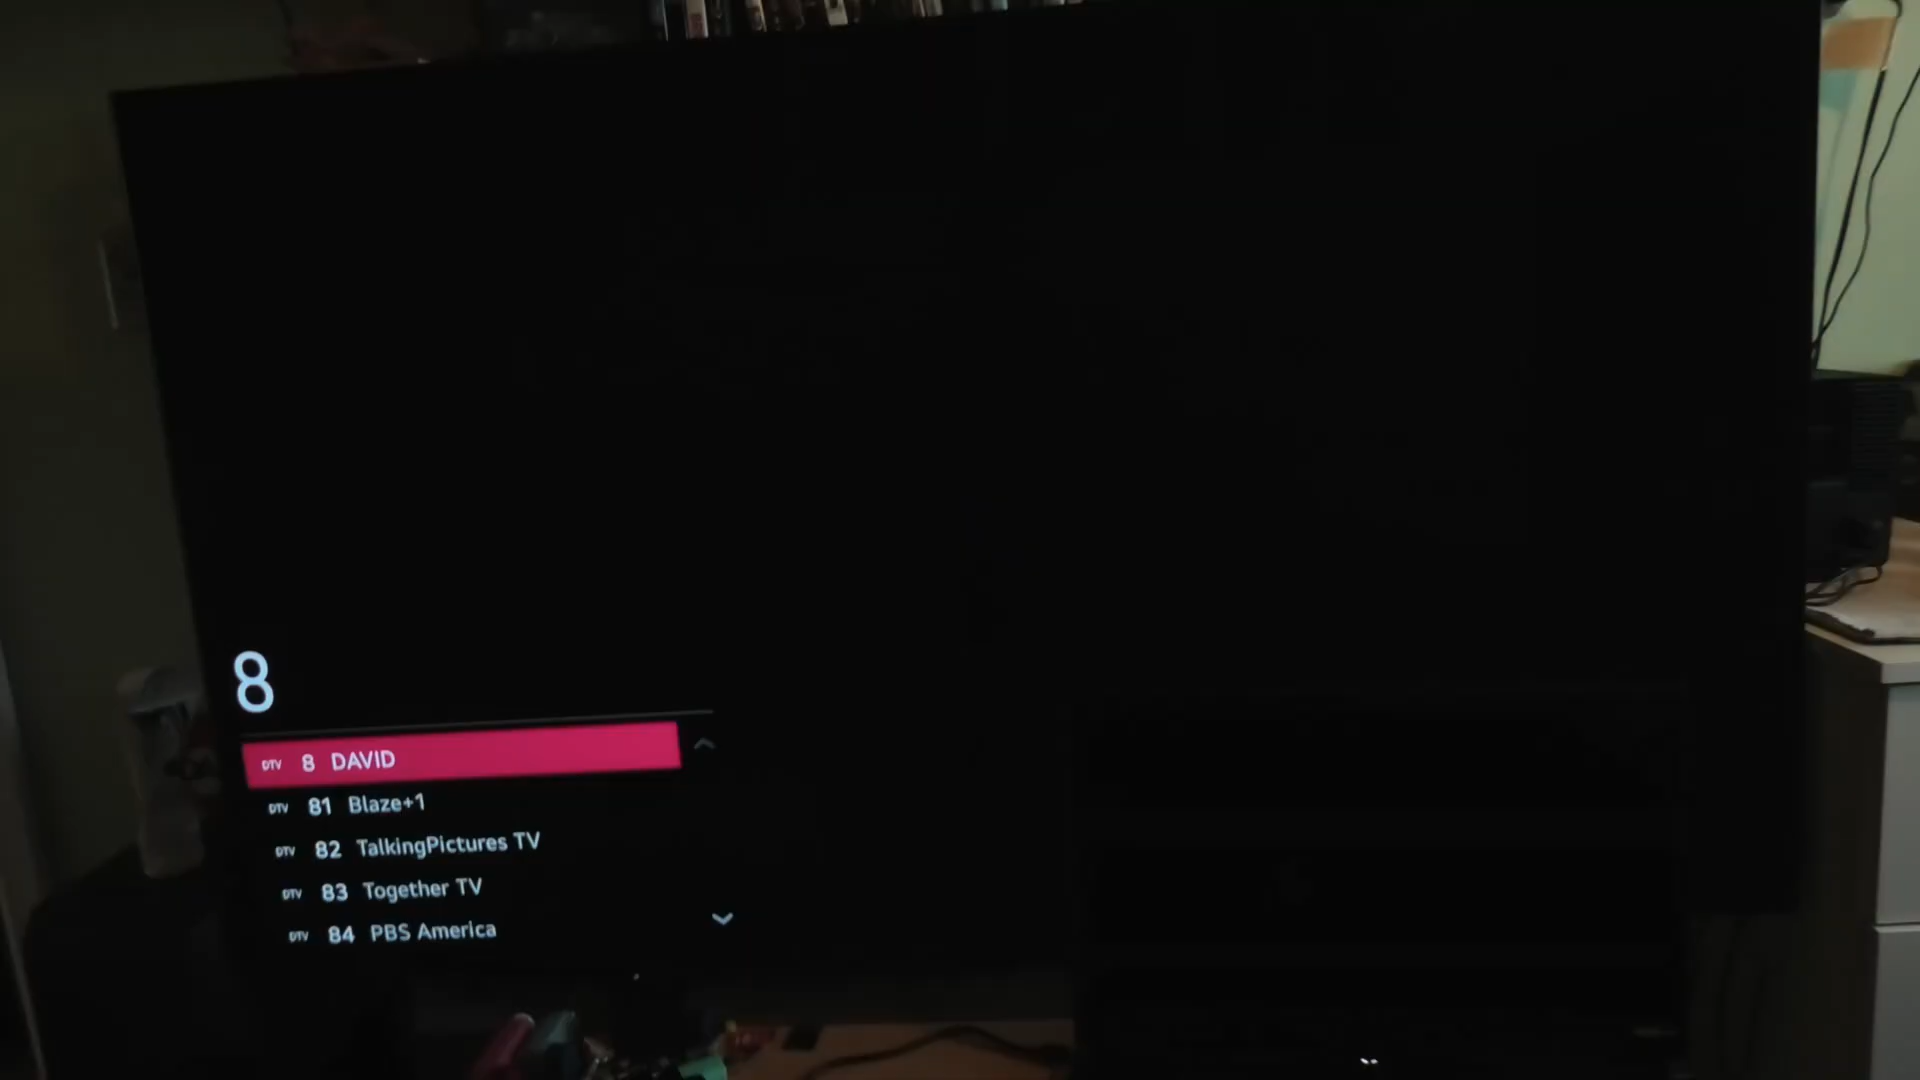 8
DTV 8 DAVID
DTV 81 Blaze+1
DTV 82 TalkingPictures TV
DTV 83 Together TV
DTV 84 PBS America